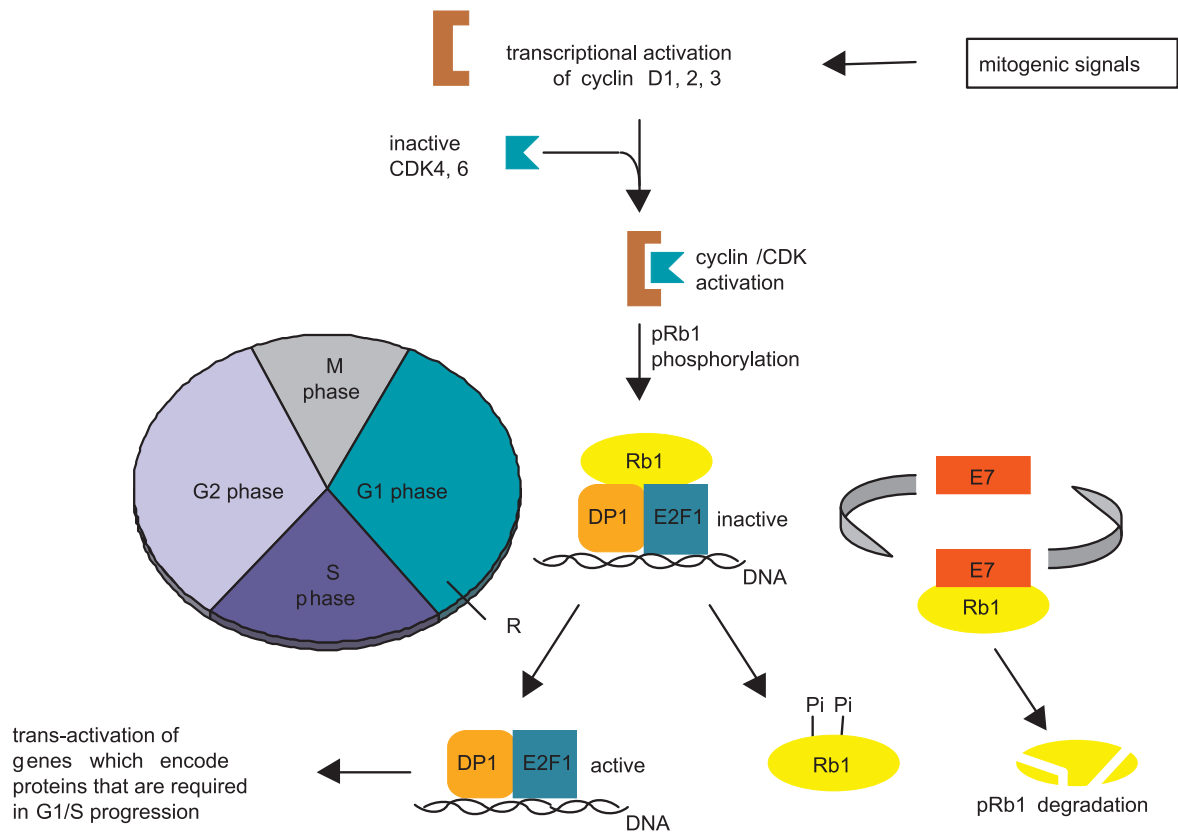 transcriptional activation
of cyclin D1, 2, 3
mitogenic signals
inactive
CDK4, 6
cyclin /CDK
activation
pRb1
phosphorylation
M
phase
G2 phase
G1 phase
S
phase
R
Rb1
DP1
E2F1
inactive
DNA
E7
E7
Rb1
trans-activation of
genes which encode
proteins that are required
in G1/S progression
DP1
E2F1
active
DNA
Pi Pi
Rb1
pRb1 degradation